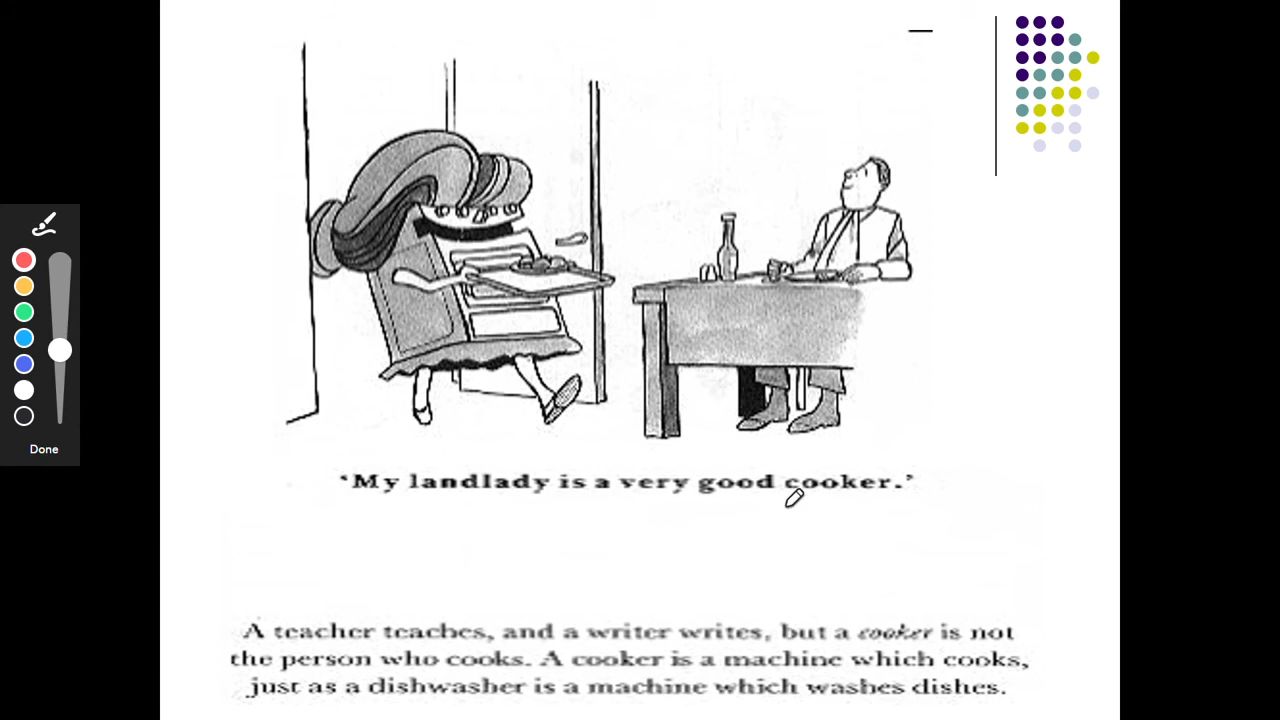 Done
‘My landlady is a very good cooker.’
A teacher teaches, and a writer writes, but a cooker is not
the person who cooks. A cooker is a machine which cooks,
just as a dishwasher is a machine which washes dishes.